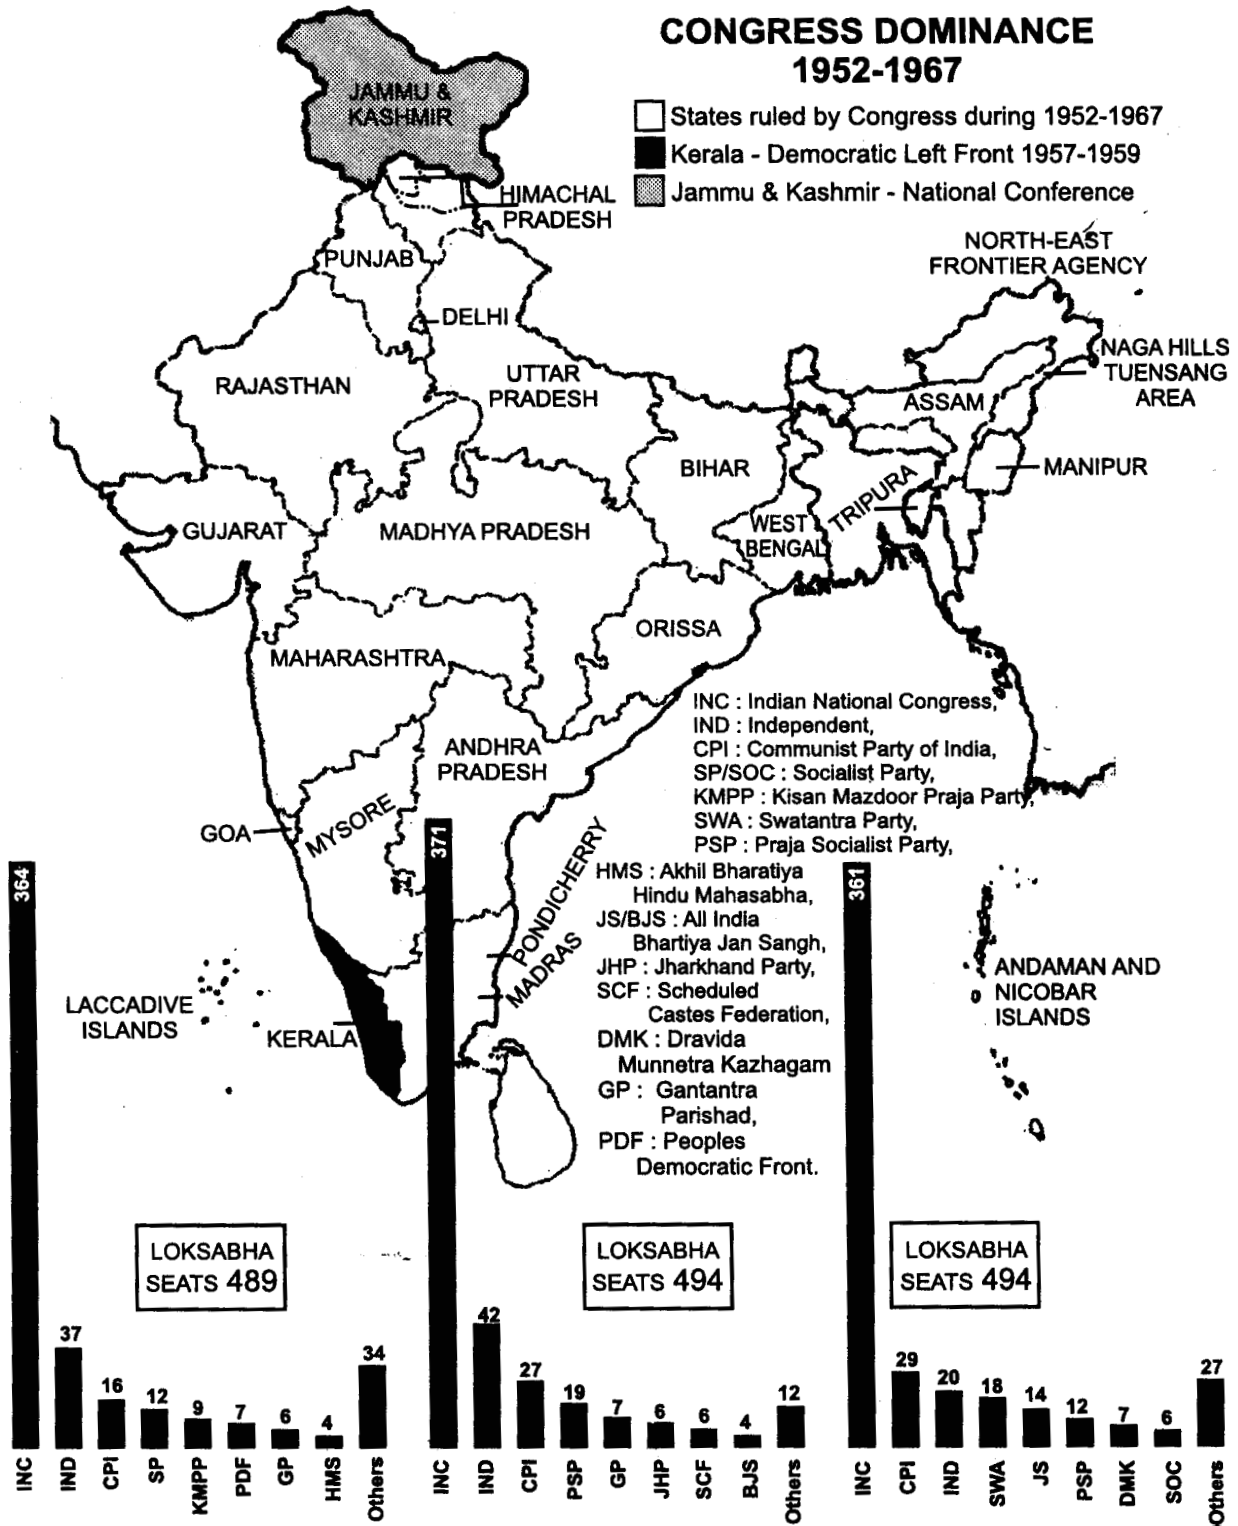 CONGRESS DOMINANCE
1952-1967
States ruled by Congress during 1952-1967
Kerala - Democratic Left Front 1957-1959
Jammu & Kashmir - National Conference
JAMMU &
KASHMIR
HIMACHAL
PRADESH
PUNJAB
DELHI
NORTH-EAST
FRONTIER AGENCY
NAGA HILLS
TUENSANG
AREA
RAJASTHAN
UTTAR
PRADESH
ASSAM
BIHAR
MANIPUR
TRIPURA
GUJARAT
MADHYA PRADESH
WEST
BENGAL
ORISSA
MAHARASHTRA
ANDHRA
PRADESH
GOA
MYSORE
PONDICHERRY
MADRAS
LACCADIVE
ISLANDS
KERALA
ANDAMAN AND
NICOBAR
ISLANDS
INC : Indian National Congress,
IND : Independent,
CPI : Communist Party of India,
SP/SOC : Socialist Party,
KMPP : Kisan Mazdoor Praja Party,
SWA : Swatantra Party,
PSP : Praja Socialist Party,
HMS : Akhil Bharatiya
Hindu Mahasabha,
JS/BJS : All India
Bhartiya Jan Sangh,
JHP : Jharkhand Party,
SCF : Scheduled
Castes Federation,
DMK : Dravida
Munnetra Kazhagam
GP : Gantantra
Parishad,
PDF : Peoples
Democratic Front.
LOKSABHA
SEATS 489
364
37
16
12
9
7
6
4
34
INC
IND
CPI
SP
KMPP
PDF
GP
HMS
Others
LOKSABHA
SEATS 494
371
42
27
19
7
6
6
4
12
INC
IND
CPI
PSP
GP
JHP
SCF
BJS
Others
LOKSABHA
SEATS 494
361
29
20
18
14
12
7
6
27
INC
CPI
IND
SWA
JS
PSP
DMK
SOC
Others